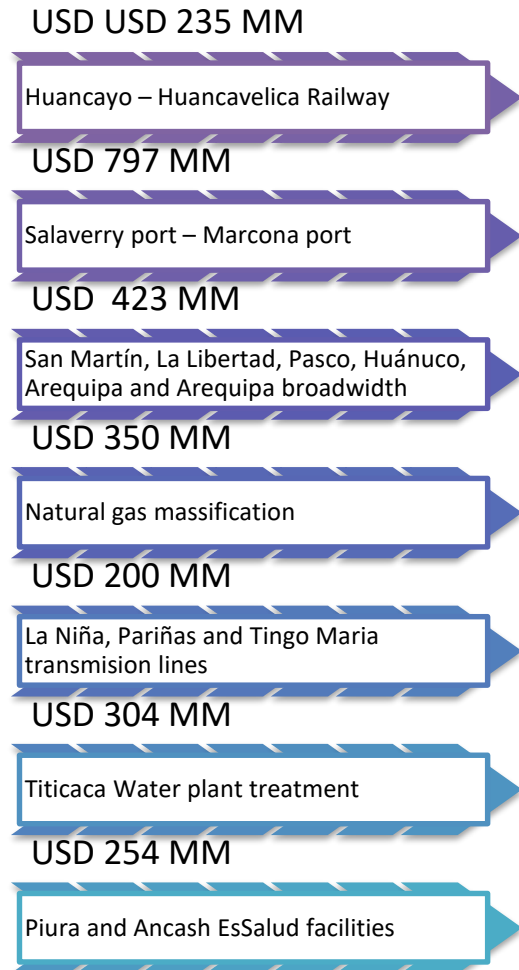 USD USD 235 MM
Huancayo – Huancavelica Railway
USD 797 MM
Salaverry port – Marcona port
USD  423 MM
San Martín, La Libertad, Pasco, Huánuco,
Arequipa and Arequipa broadwidth
USD 350 MM
Natural gas massification
USD 200 MM
La Niña, Pariñas and Tingo Maria
transmision lines
USD 304 MM
Titicaca Water plant treatment
USD 254 MM
Piura and Ancash EsSalud facilities